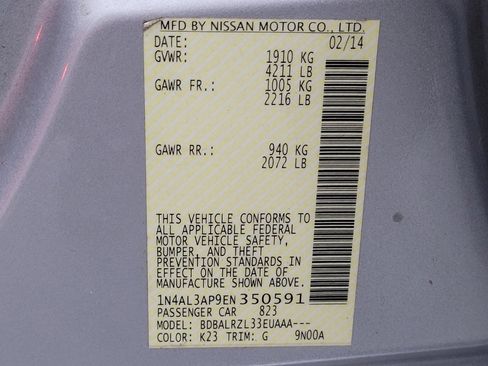 MFD BY NISSAN MOTOR CO., LTD.
DATE: 02/14
GVWR: 1910 KG
4211 LB
GAWR FR.: 1005 KG
2216 LB
GAWR RR.: 940 KG
2072 LB
THIS VEHICLE CONFORMS TO
ALL APPLICABLE FEDERAL
MOTOR VEHICLE SAFETY,
BUMPER, AND THEFT
PREVENTION STANDARDS IN
EFFECT ON THE DATE OF
MANUFACTURE SHOWN ABOVE.
1N4AL3AP9EN350591
PASSENGER CAR 823
MODEL: BDBALRZL33EUAAA---
COLOR: K23 TRIM: G 9N00A